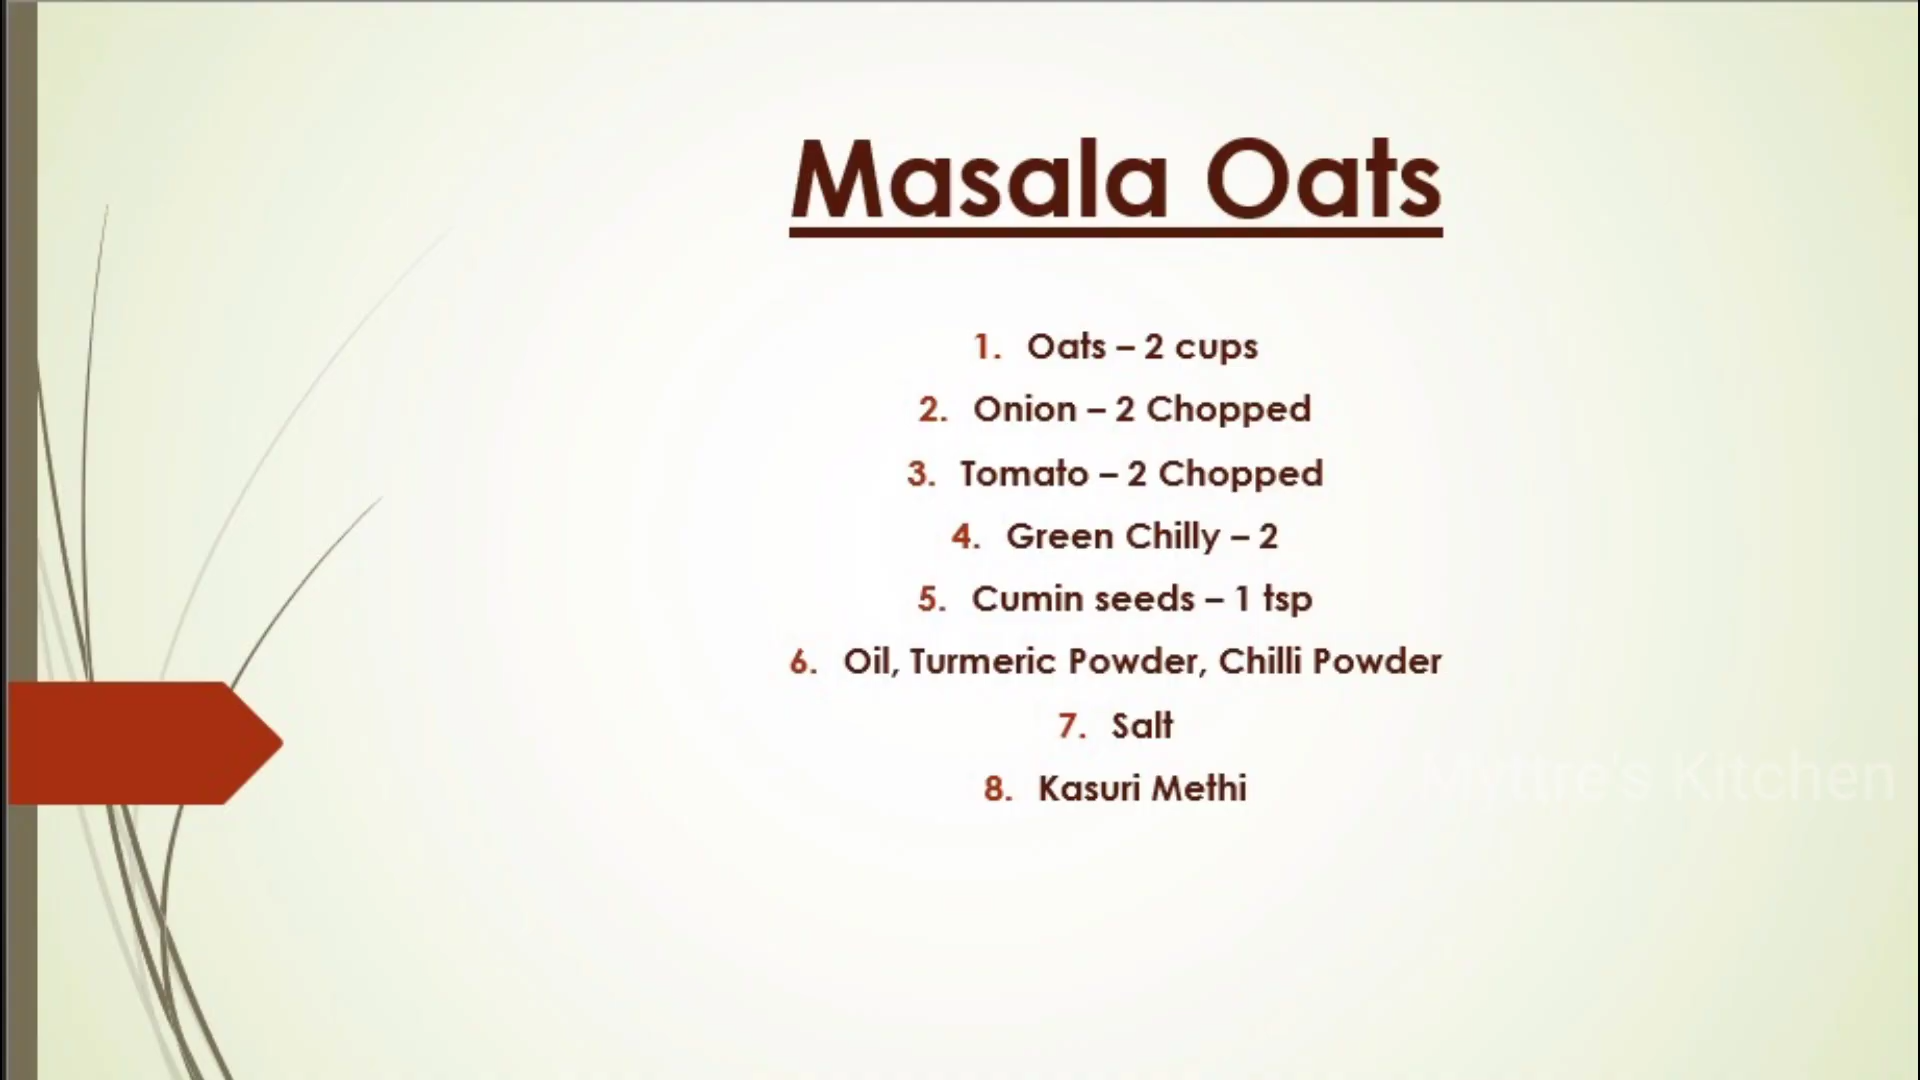 Masala Oats
1. Oats – 2 cups
2. Onion – 2 Chopped
3. Tomato – 2 Chopped
4. Green Chilly – 2
5. Cumin seeds – 1 tsp
6. Oil, Turmeric Powder, Chilli Powder
7. Salt
8. Kasuri Methi
Kitchen